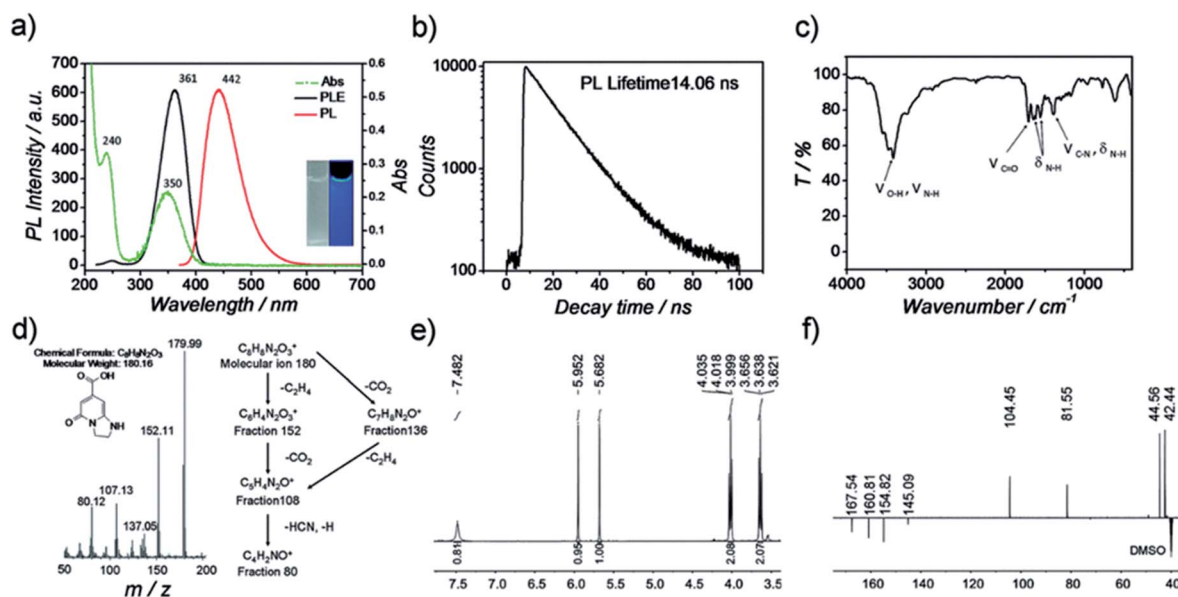 a)
700
600
500
400
300
200
100
0
PL Intensity / a.u.
240
350
361
442
Abs
PLE
PL
0.6
0.5
0.4
0.3
0.2
0.1
0.0
Abs
200 300 400 500 600 700
Wavelength / nm
b)
10000
1000
100
Counts
PL Lifetime14.06 ns
0 20 40 60 80 100
Decay time / ns
c)
100
80
60
40
20
0
T / %
V O-H , V N-H
V C=O
δ N-H
V C-N , δ N-H
4000 3000 2000 1000
Wavenumber / cm-1
d)
Chemical Formula: C8H8N2O3
Molecular Weight: 180.16
O
OH
O
N
NH
179.99
152.11
107.13
80.12
137.05
50 100 150 200
m / z
C8H8N2O3+
Molecular ion 180
-C2H4
-CO2
C6H4N2O3+
Fraction 152
C7H8N2O+
Fraction136
-CO2
-C2H4
C5H4N2O+
Fraction108
-HCN, -H
C4H2NO+
Fraction 80
e)
7.482
5.952
5.682
4.035
4.018
3.999
3.656
3.638
3.621
0.81
0.95
1.00
2.08
2.07
7.5 7.0 6.5 6.0 5.5 5.0 4.5 4.0 3.5
f)
167.54
160.81
154.82
145.09
104.45
81.55
44.56
42.44
DMSO
160 140 120 100 80 60 40